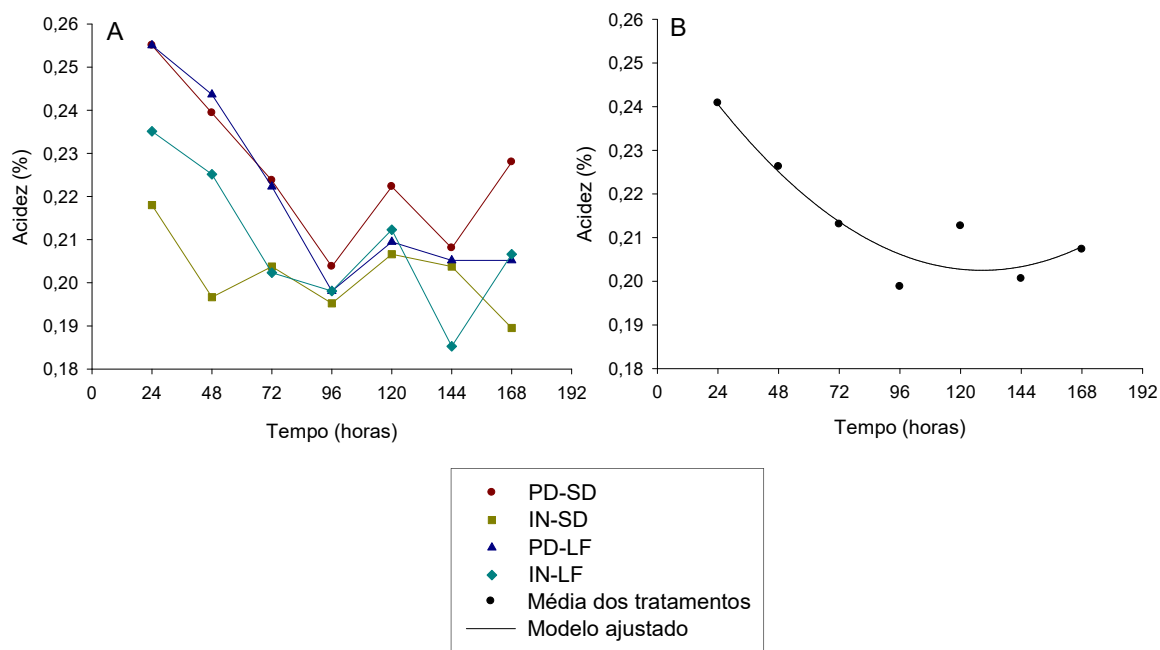 A
0,26
0,25
0,24
0,23
0,22
0,21
0,20
0,19
0,18
Acidez (%)
0 24 48 72 96 120 144 168 192
Tempo (horas)
B
0,26
0,26
0,24
0,23
0,22
0,21
0,20
0,19
0,18
Acidez (%)
0 24 48 72 96 120 144 168 192
Tempo (horas)
PD-SD
IN-SD
PD-LF
IN-LF
Média dos tratamentos
Modelo ajustado